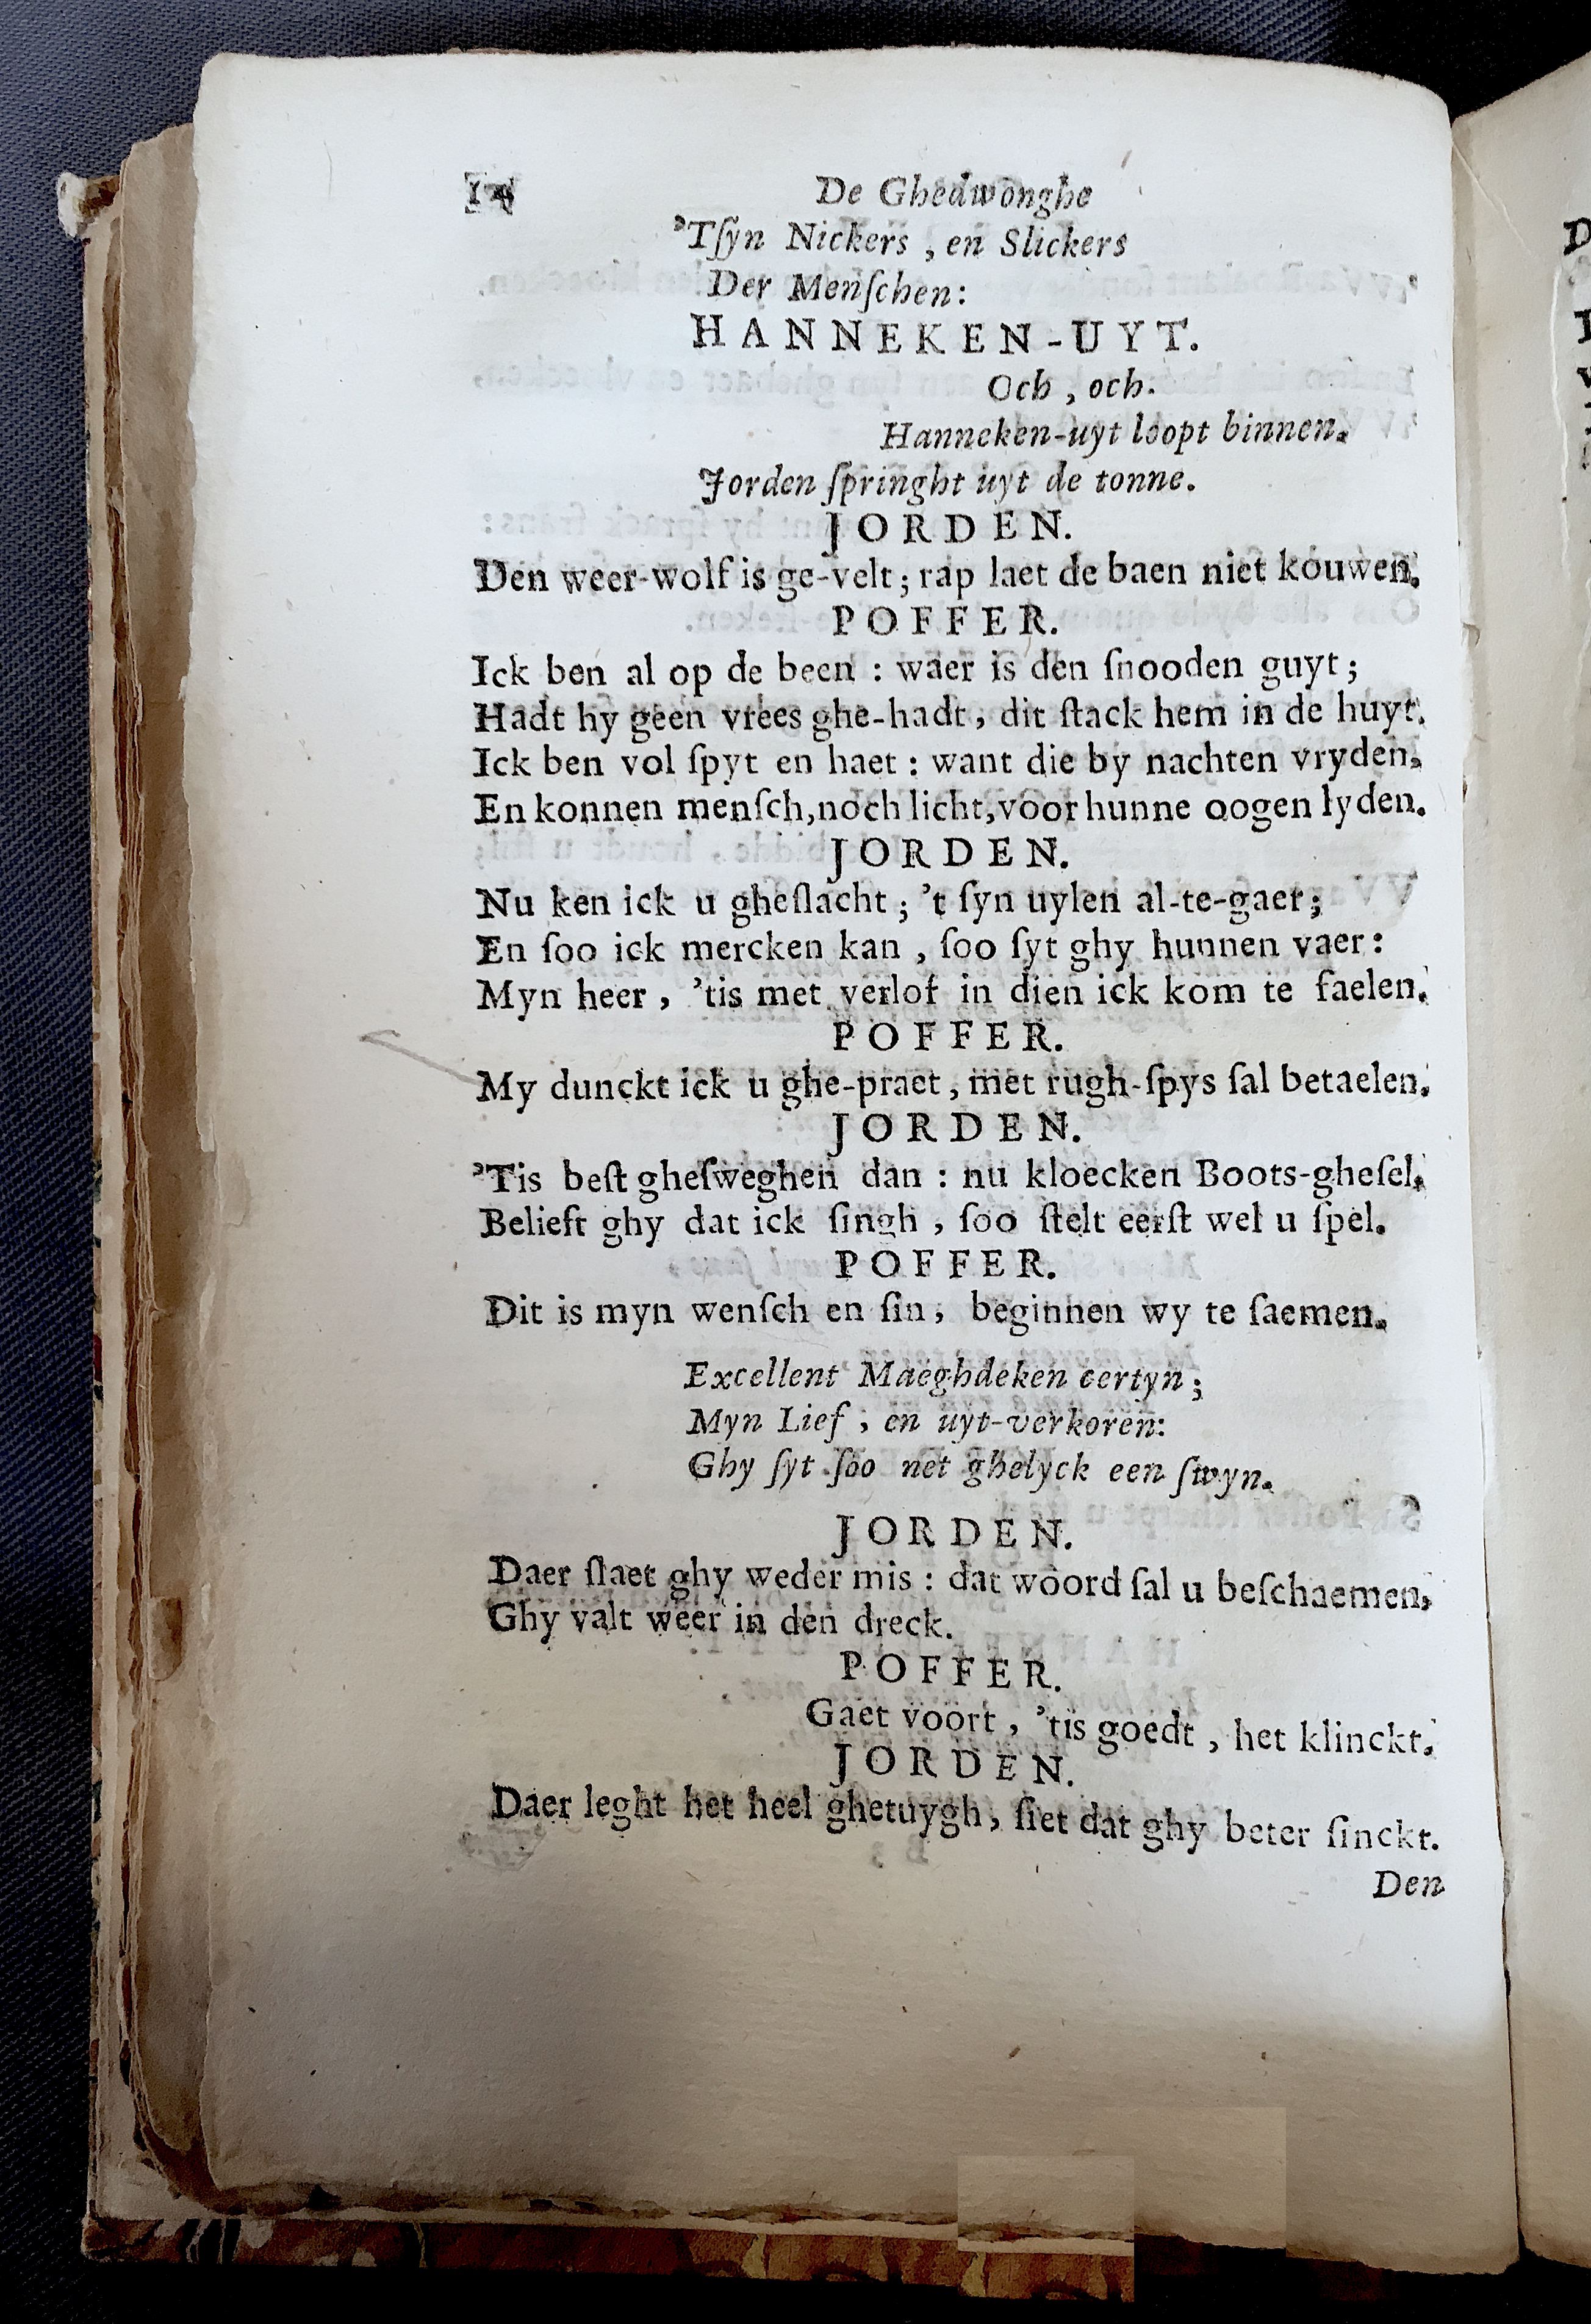 De Ghedwonghe
'Tſyn Nickers , en Slickers
Der Menſchen:
HANNEKEN-UYT.
Och , och.
Hanneken-uyt loopt binnen.
Jorden ſpringht uyt de tonne.
JORDEN.
Den weer-wolf is ge-velt ; rap laet de baen niet kouwen.
POFFER.
Ick ben al op de been : waer is den ſnooden guyt ;
Hadt hy geen vrees ghe-hadt , dit ſtack hem in de huyt.
Ick ben vol ſpyt en haet : want die by nachten vryden,
En konnen menſch,noch licht,voor hunne oogen lyden.
JORDEN.
Nu ken ick u gheſlacht ; 't ſyn uylen al-te-gaer ;
En ſoo ick mercken kan , ſoo ſyt ghy hunnen vaer :
Myn heer , 'tis met verlof in dien ick kom te faelen.
POFFER.
My dunckt ick u ghe-praet , met rugh-ſpys ſal betaelen.
JORDEN.
'Tis beſt gheſweghen dan : nu kloecken Boots-gheſel.
Belieft ghy dat ick ſingh , ſoo ſtelt eerſt wel u ſpel.
POFFER.
Dit is myn wenſch en ſin , beginnen wy te ſaemen.
Excellent Maeghdeken certyn ;
Myn Lief , en uyt-verkoren:
Ghy ſyt ſoo net ghelyck een ſwyn.
JORDEN.
Daer ſlaet ghy weder mis : dat woord ſal u beſchaemen,
Ghy valt weer in den dreck.
POFFER.
Gaet voort , 'tis goedt , het klinckt.
JORDEN.
Daer leght het heel ghetuygh , ſiet dat ghy beter ſinckt.
Den